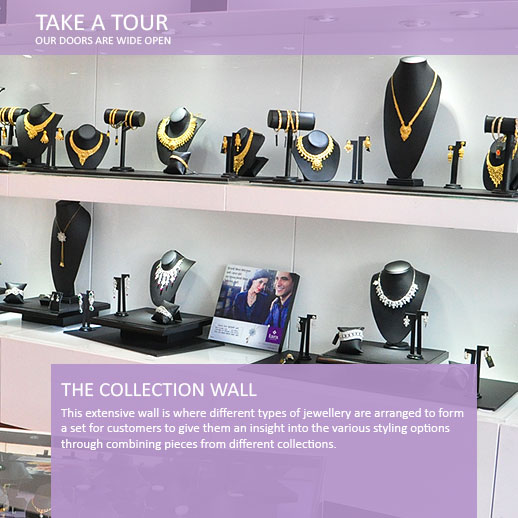 TAKE A TOUR
OUR DOORS ARE WIDE OPEN
THE COLLECTION WALL
This extensive wall is where different types of jewellery are arranged to form
a set for customers to give them an insight into the various styling options
through combining pieces from different collections.